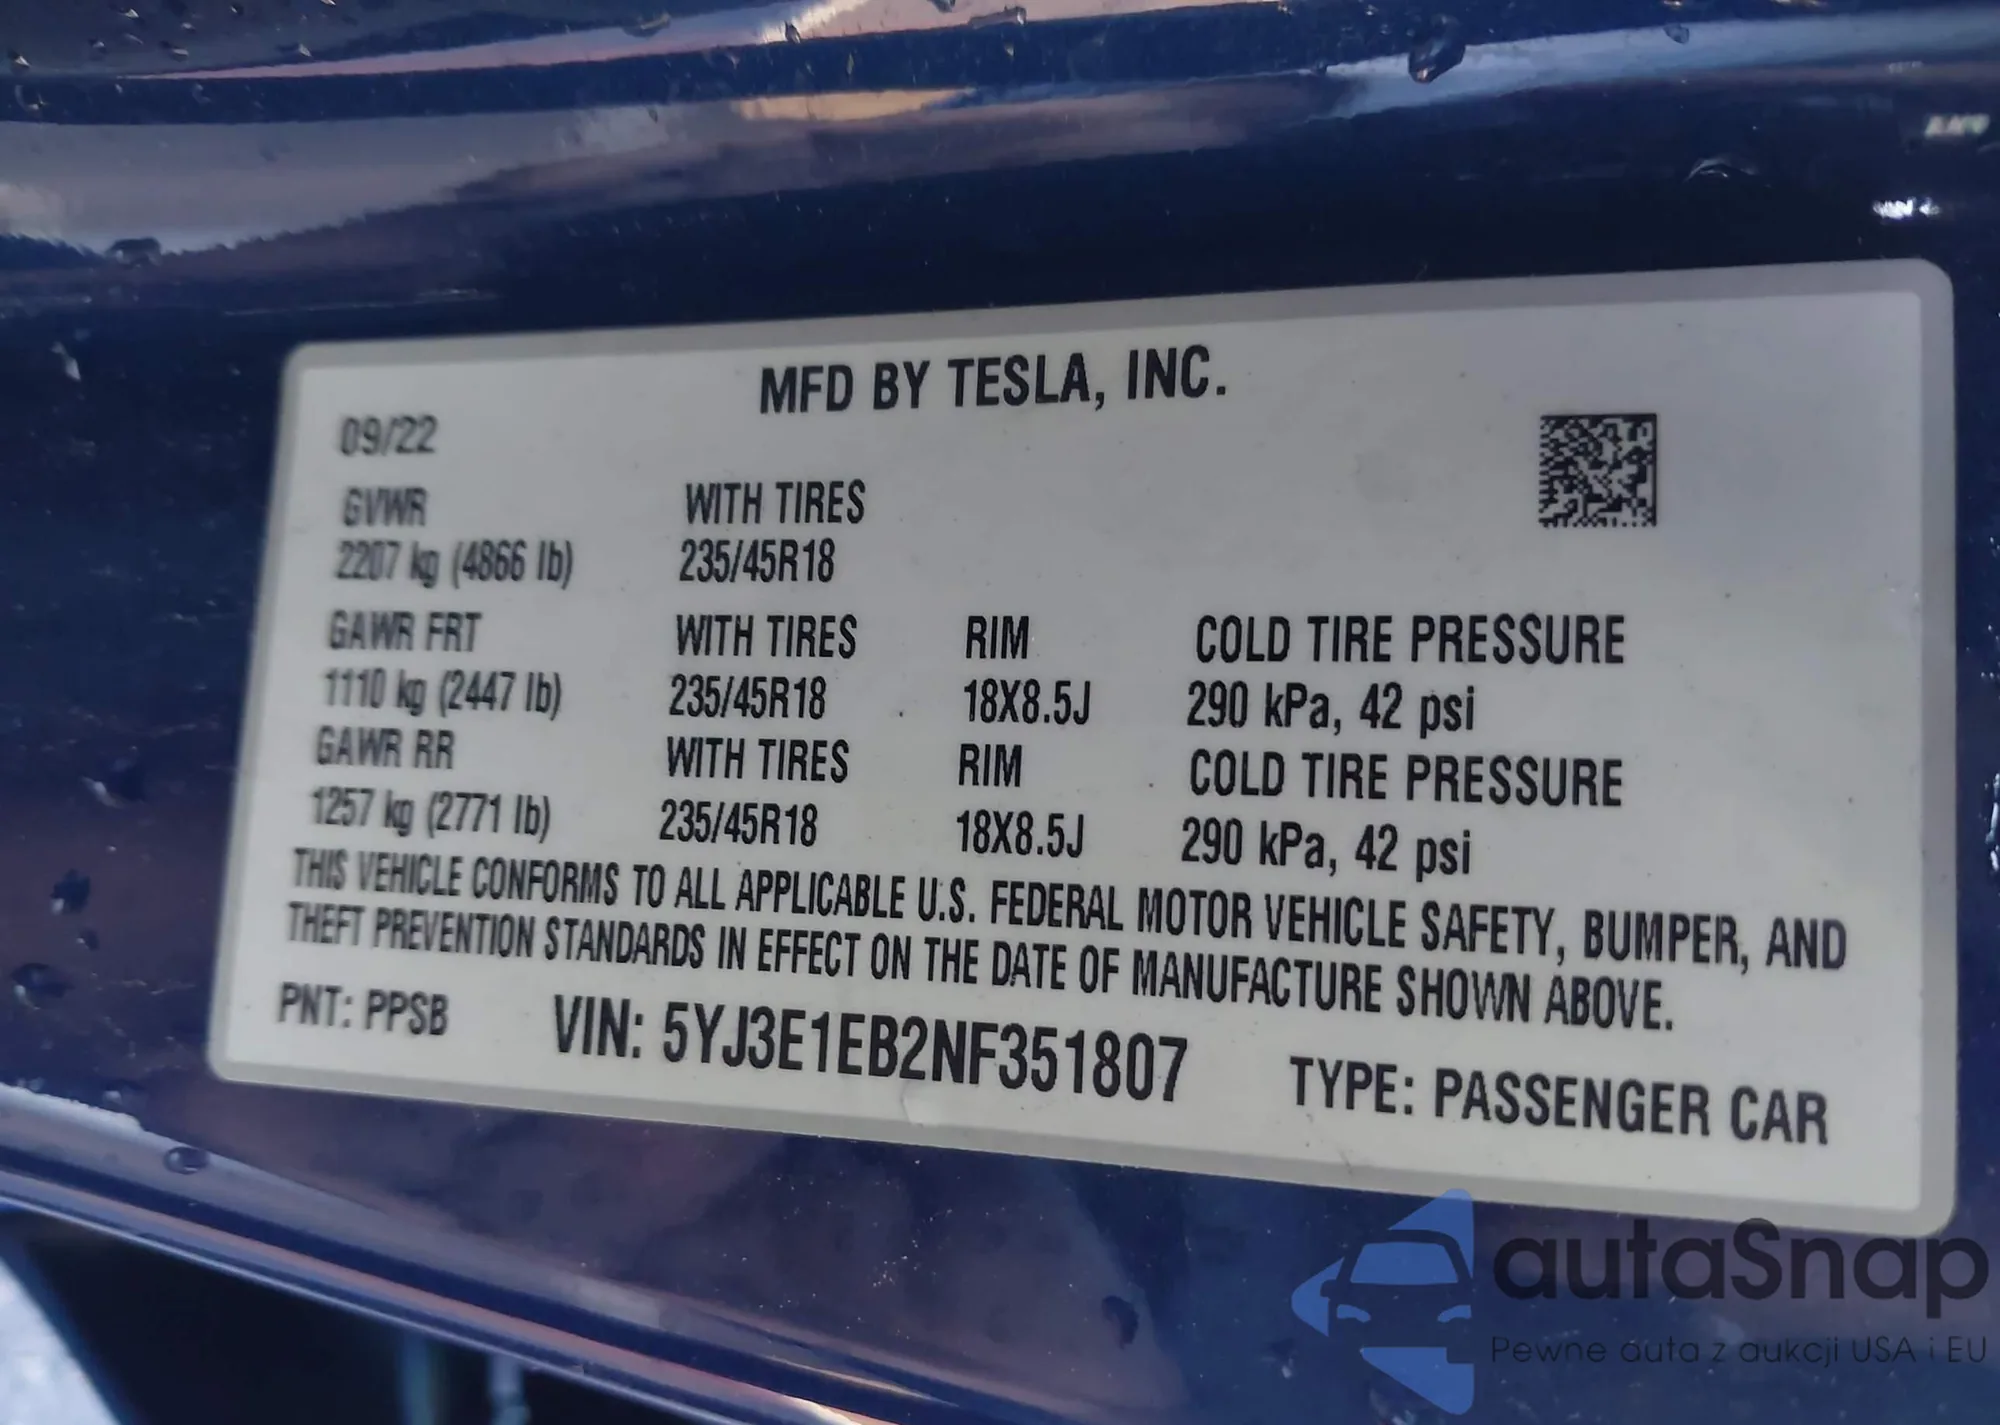 MFD BY TESLA, INC.
09/22
GVWR WITH TIRES
2207 kg (4866 lb) 235/45R18
GAWR FRT WITH TIRES RIM COLD TIRE PRESSURE
1110 kg (2447 lb) 235/45R18 18X8.5J 290 kPa, 42 psi
GAWR RR WITH TIRES RIM COLD TIRE PRESSURE
1257 kg (2771 lb) 235/45R18 18X8.5J 290 kPa, 42 psi
THIS VEHICLE CONFORMS TO ALL APPLICABLE U.S. FEDERAL MOTOR VEHICLE SAFETY, BUMPER, AND
THEFT PREVENTION STANDARDS IN EFFECT ON THE DATE OF MANUFACTURE SHOWN ABOVE.
PNT: PPSB VIN: 5YJ3E1EB2NF351807 TYPE: PASSENGER CAR
autaSnap
Pewne auta z aukcji USA i EU